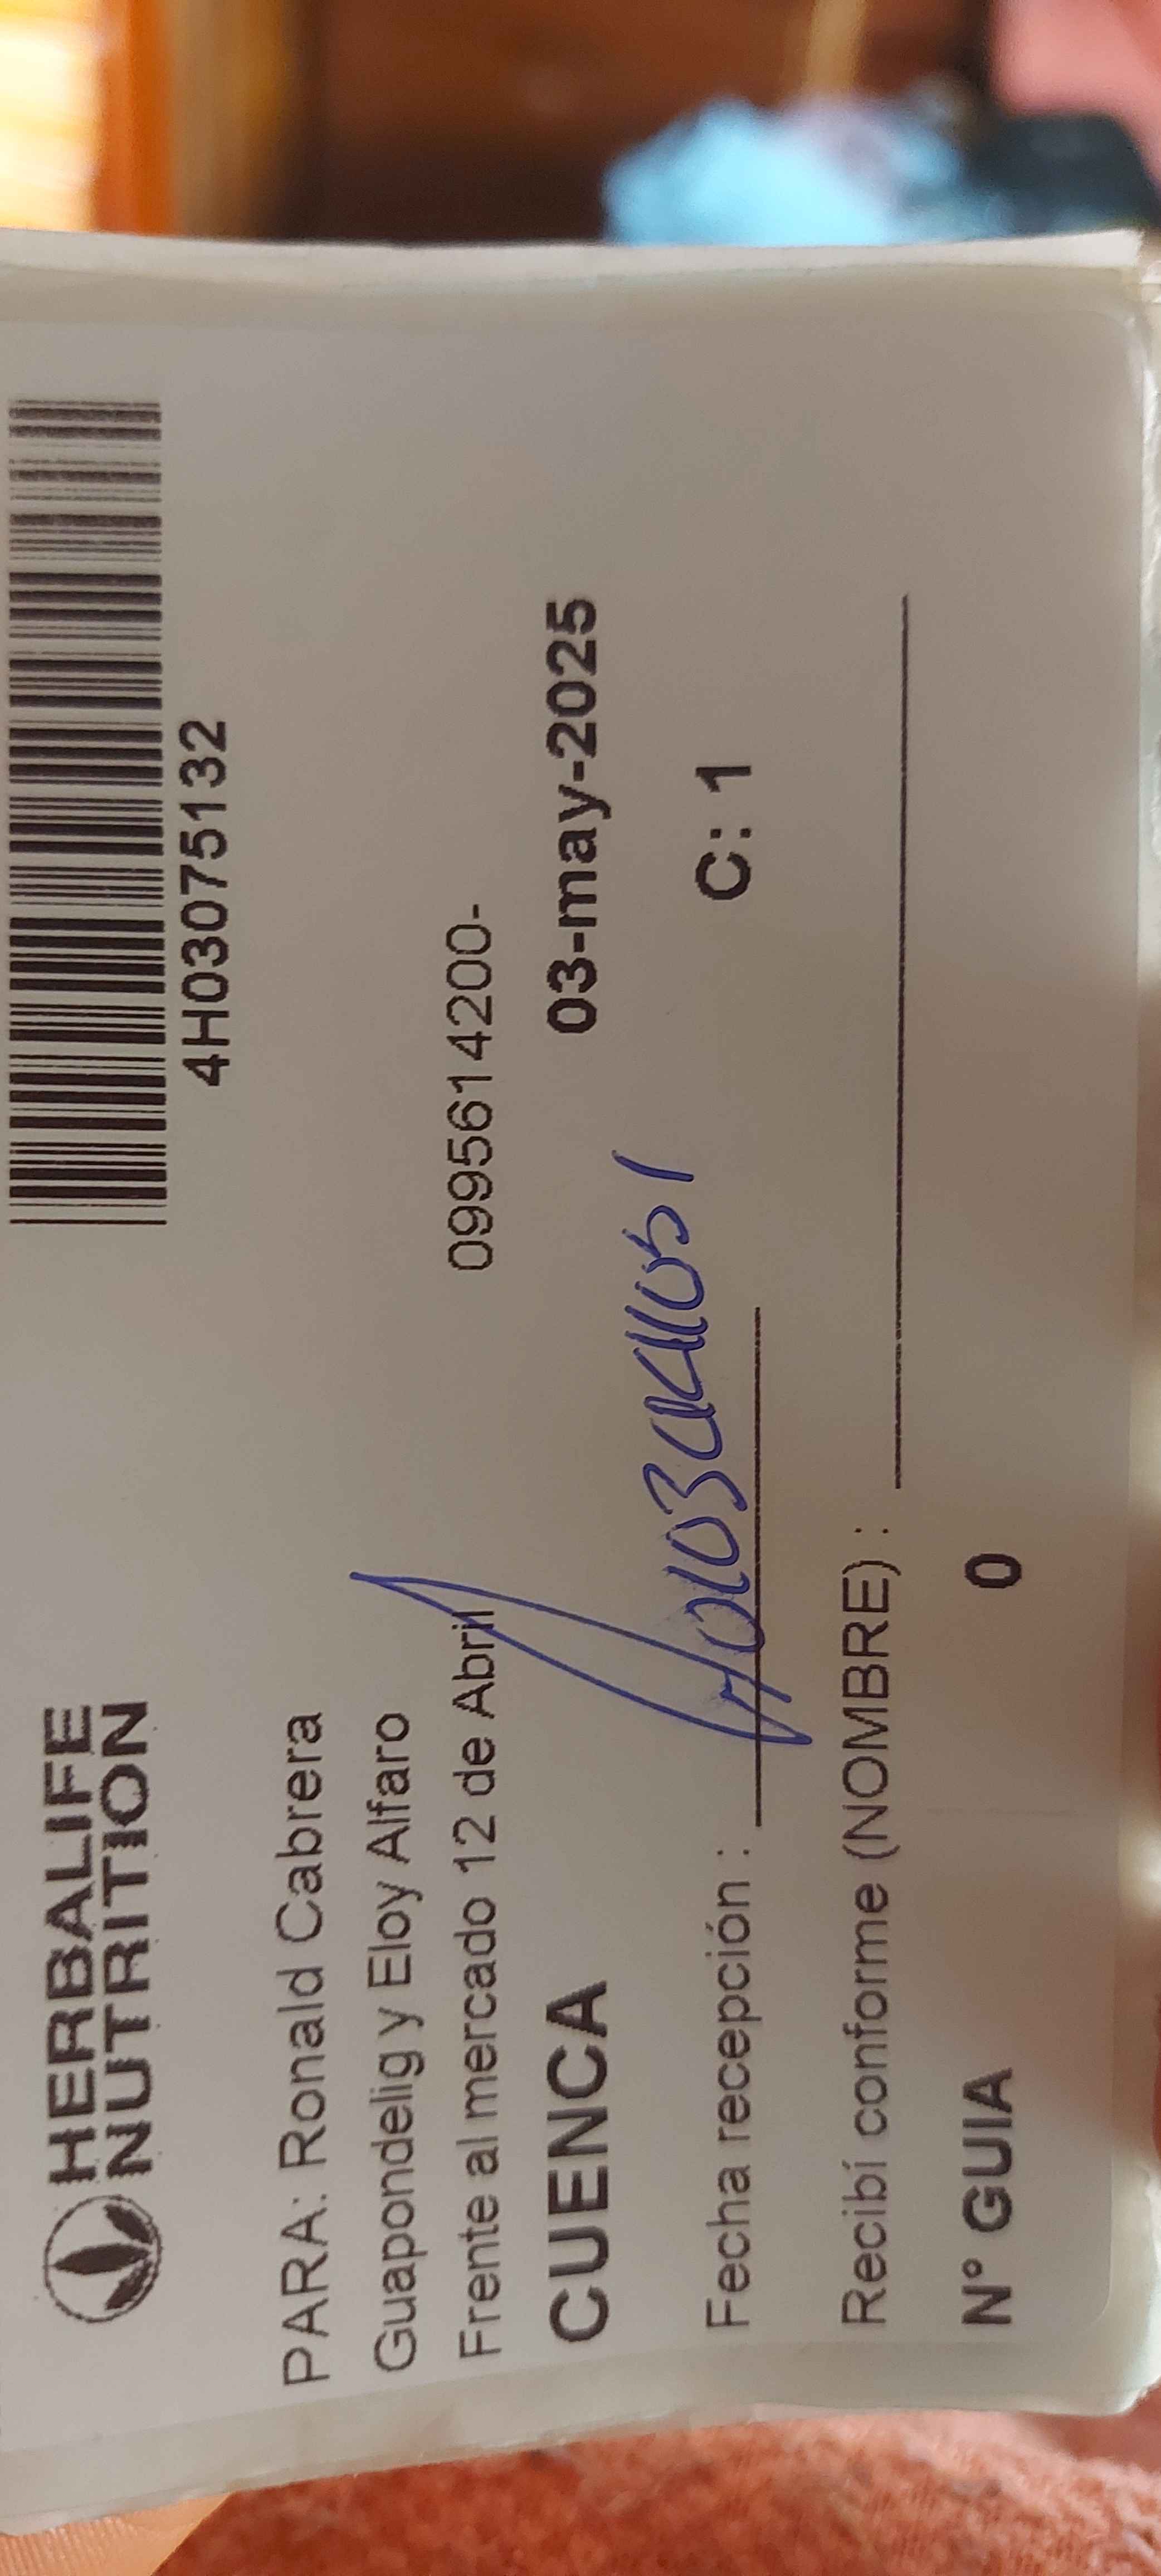 HERBALIFE
NUTRITION
4H03075132
PARA: Ronald Cabrera
Guapondelig y Eloy Alfaro
Frente al mercado 12 de Abril
0995614200-
CUENCA 03-may-2025
C: 1
Fecha recepción :
Recibí conforme (NOMBRE) :
N° GUIA 0